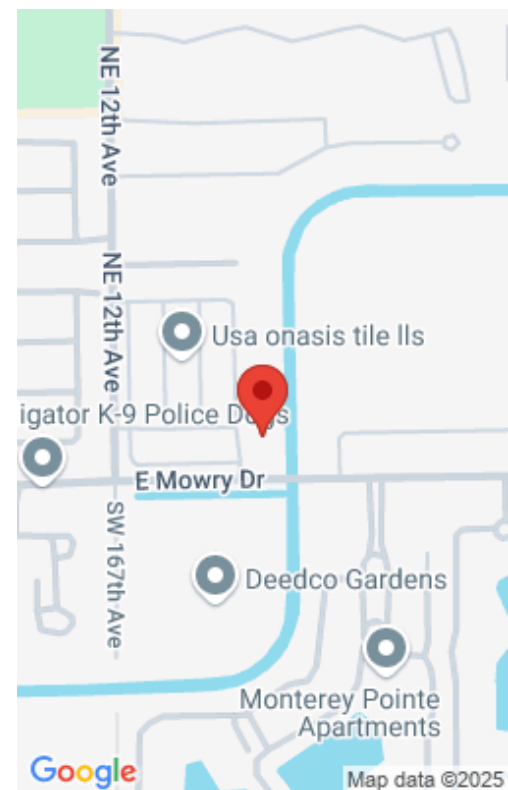 NE 12th Ave
NE 12th Ave
Usa onasis tile lls
igator K-9 Police
E Mowry Dr
SW 167th Ave
Deedco Gardens
Monterey Pointe
Apartments
Google
Map data ©2025